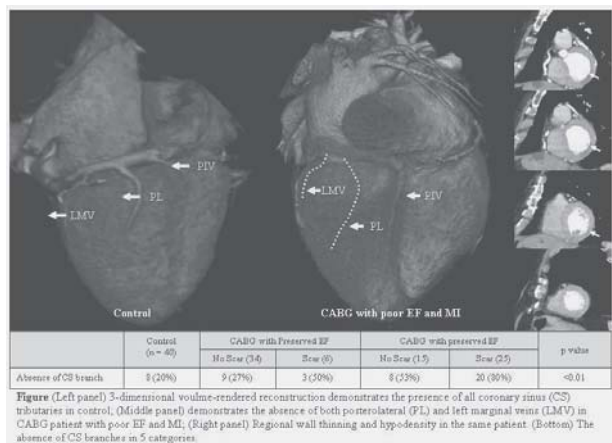 PIV
PL
LMV
Control
LMV
PIV
PL
CABG with poor EF and MI
Control (n = 40)
CABG with Preserved EF
CABG with preserved EF
p value
No Scar (34)
Scar (6)
No Scar (15)
Scar (25)
Absence of CS branch
8 (20%)
9 (27%)
3 (50%)
8 (53%)
20 (80%)
<0.01
Figure (Left panel) 3-dimensional voulme-rendered reconstruction demonstrates the presence of all coronary sinus (CS)
tributaries in control; (Middle panel) demonstrates the absence of both posterolateral (PL) and left marginal veins (LMV) in
CABG patient with poor EF and MI; (Right panel) Regional wall thinning and hypodensity in the same patient. (Bottom) The
absence of CS branches in 5 categories.